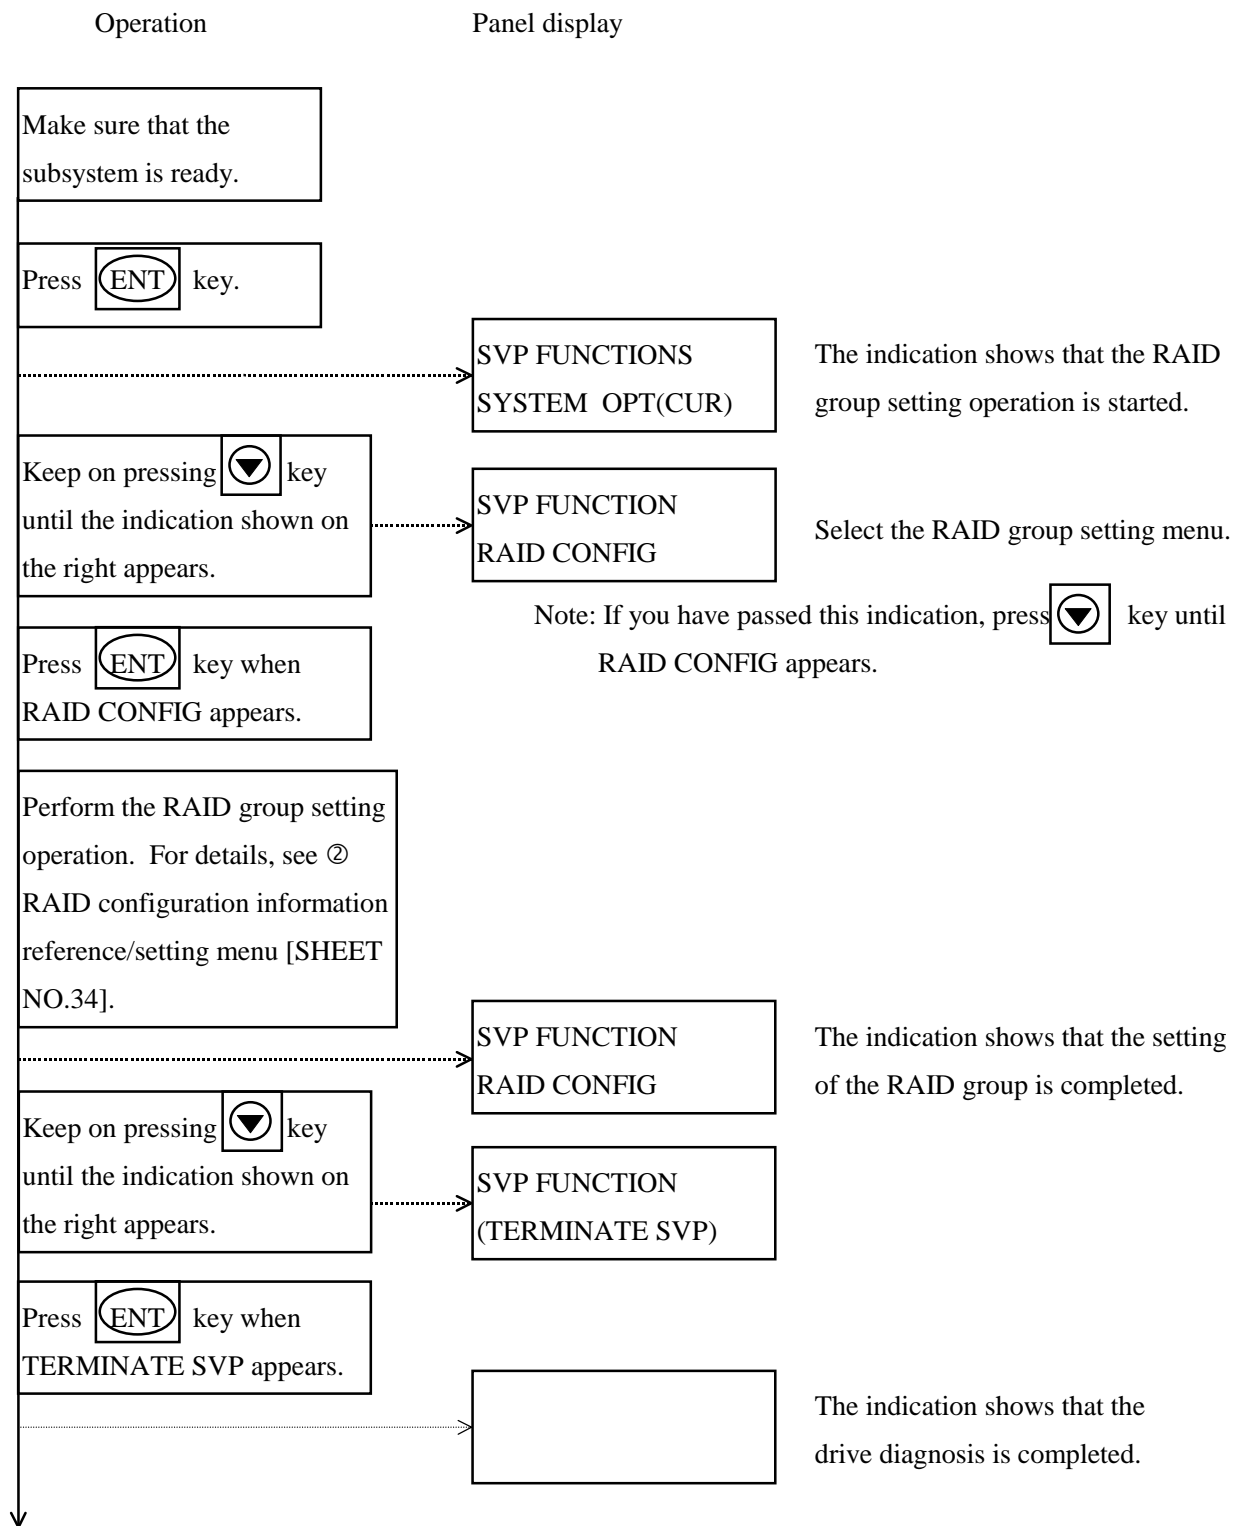 Operation
Panel display
Make sure that the
subsystem is ready.
Press ENT key.
SVP FUNCTIONS
SYSTEM OPT(CUR)
The indication shows that the RAID
group setting operation is started.
Keep on pressing key
until the indication shown on
the right appears.
SVP FUNCTION
RAID CONFIG
Select the RAID group setting menu.
Note: If you have passed this indication, press key until
RAID CONFIG appears.
Press ENT key when
RAID CONFIG appears.
Perform the RAID group setting
operation. For details, see ②
RAID configuration information
reference/setting menu [SHEET
NO.34].
SVP FUNCTION
RAID CONFIG
The indication shows that the setting
of the RAID group is completed.
Keep on pressing key
until the indication shown on
the right appears.
SVP FUNCTION
(TERMINATE SVP)
Press ENT key when
TERMINATE SVP appears.
The indication shows that the
drive diagnosis is completed.